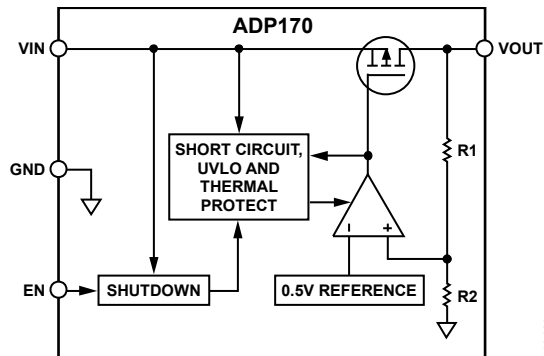 ADP170
VIN
VOUT
SHORT CIRCUIT,
UVLO AND
THERMAL
PROTECT
R1
GND
- +
EN
SHUTDOWN
0.5V REFERENCE
R2